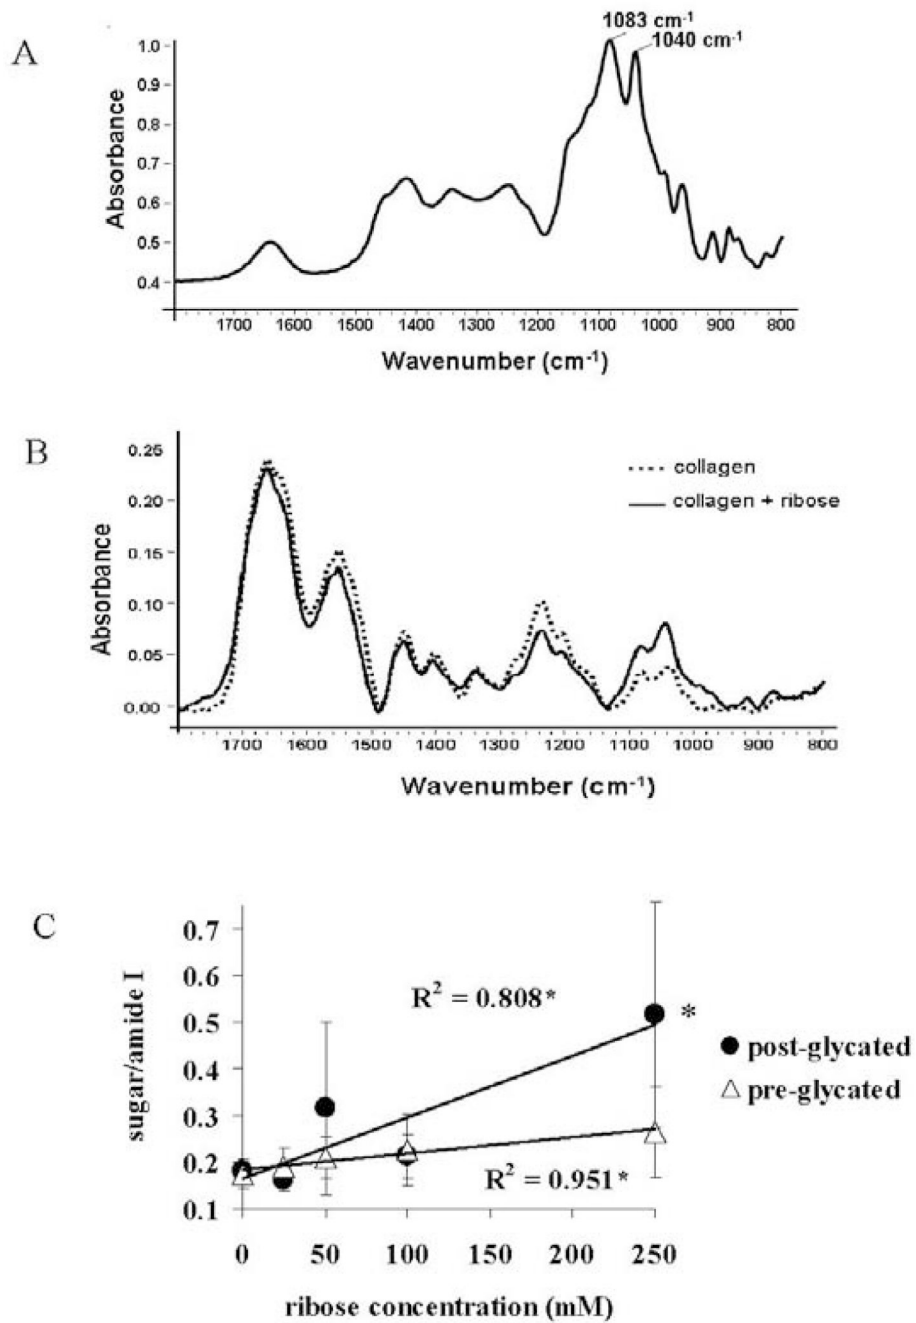 A
1083 cm-1
1040 cm-1
1.0
0.9
0.8
0.7
0.6
0.5
0.4
Absorbance
1700 1600 1500 1400 1300 1200 1100 1000 900 800
Wavenumber (cm-1)
B
0.25
0.20
0.15
0.10
0.05
0.00
Absorbance
collagen
collagen + ribose
1700 1600 1500 1400 1300 1200 1100 1000 900 800
Wavenumber (cm-1)
C
0.7
0.6
0.5
0.4
0.3
0.2
0.1
sugar/amide I
R2 = 0.808*
*
post-glycated
pre-glycated
R2 = 0.951*
0 50 100 150 200 250
ribose concentration (mM)